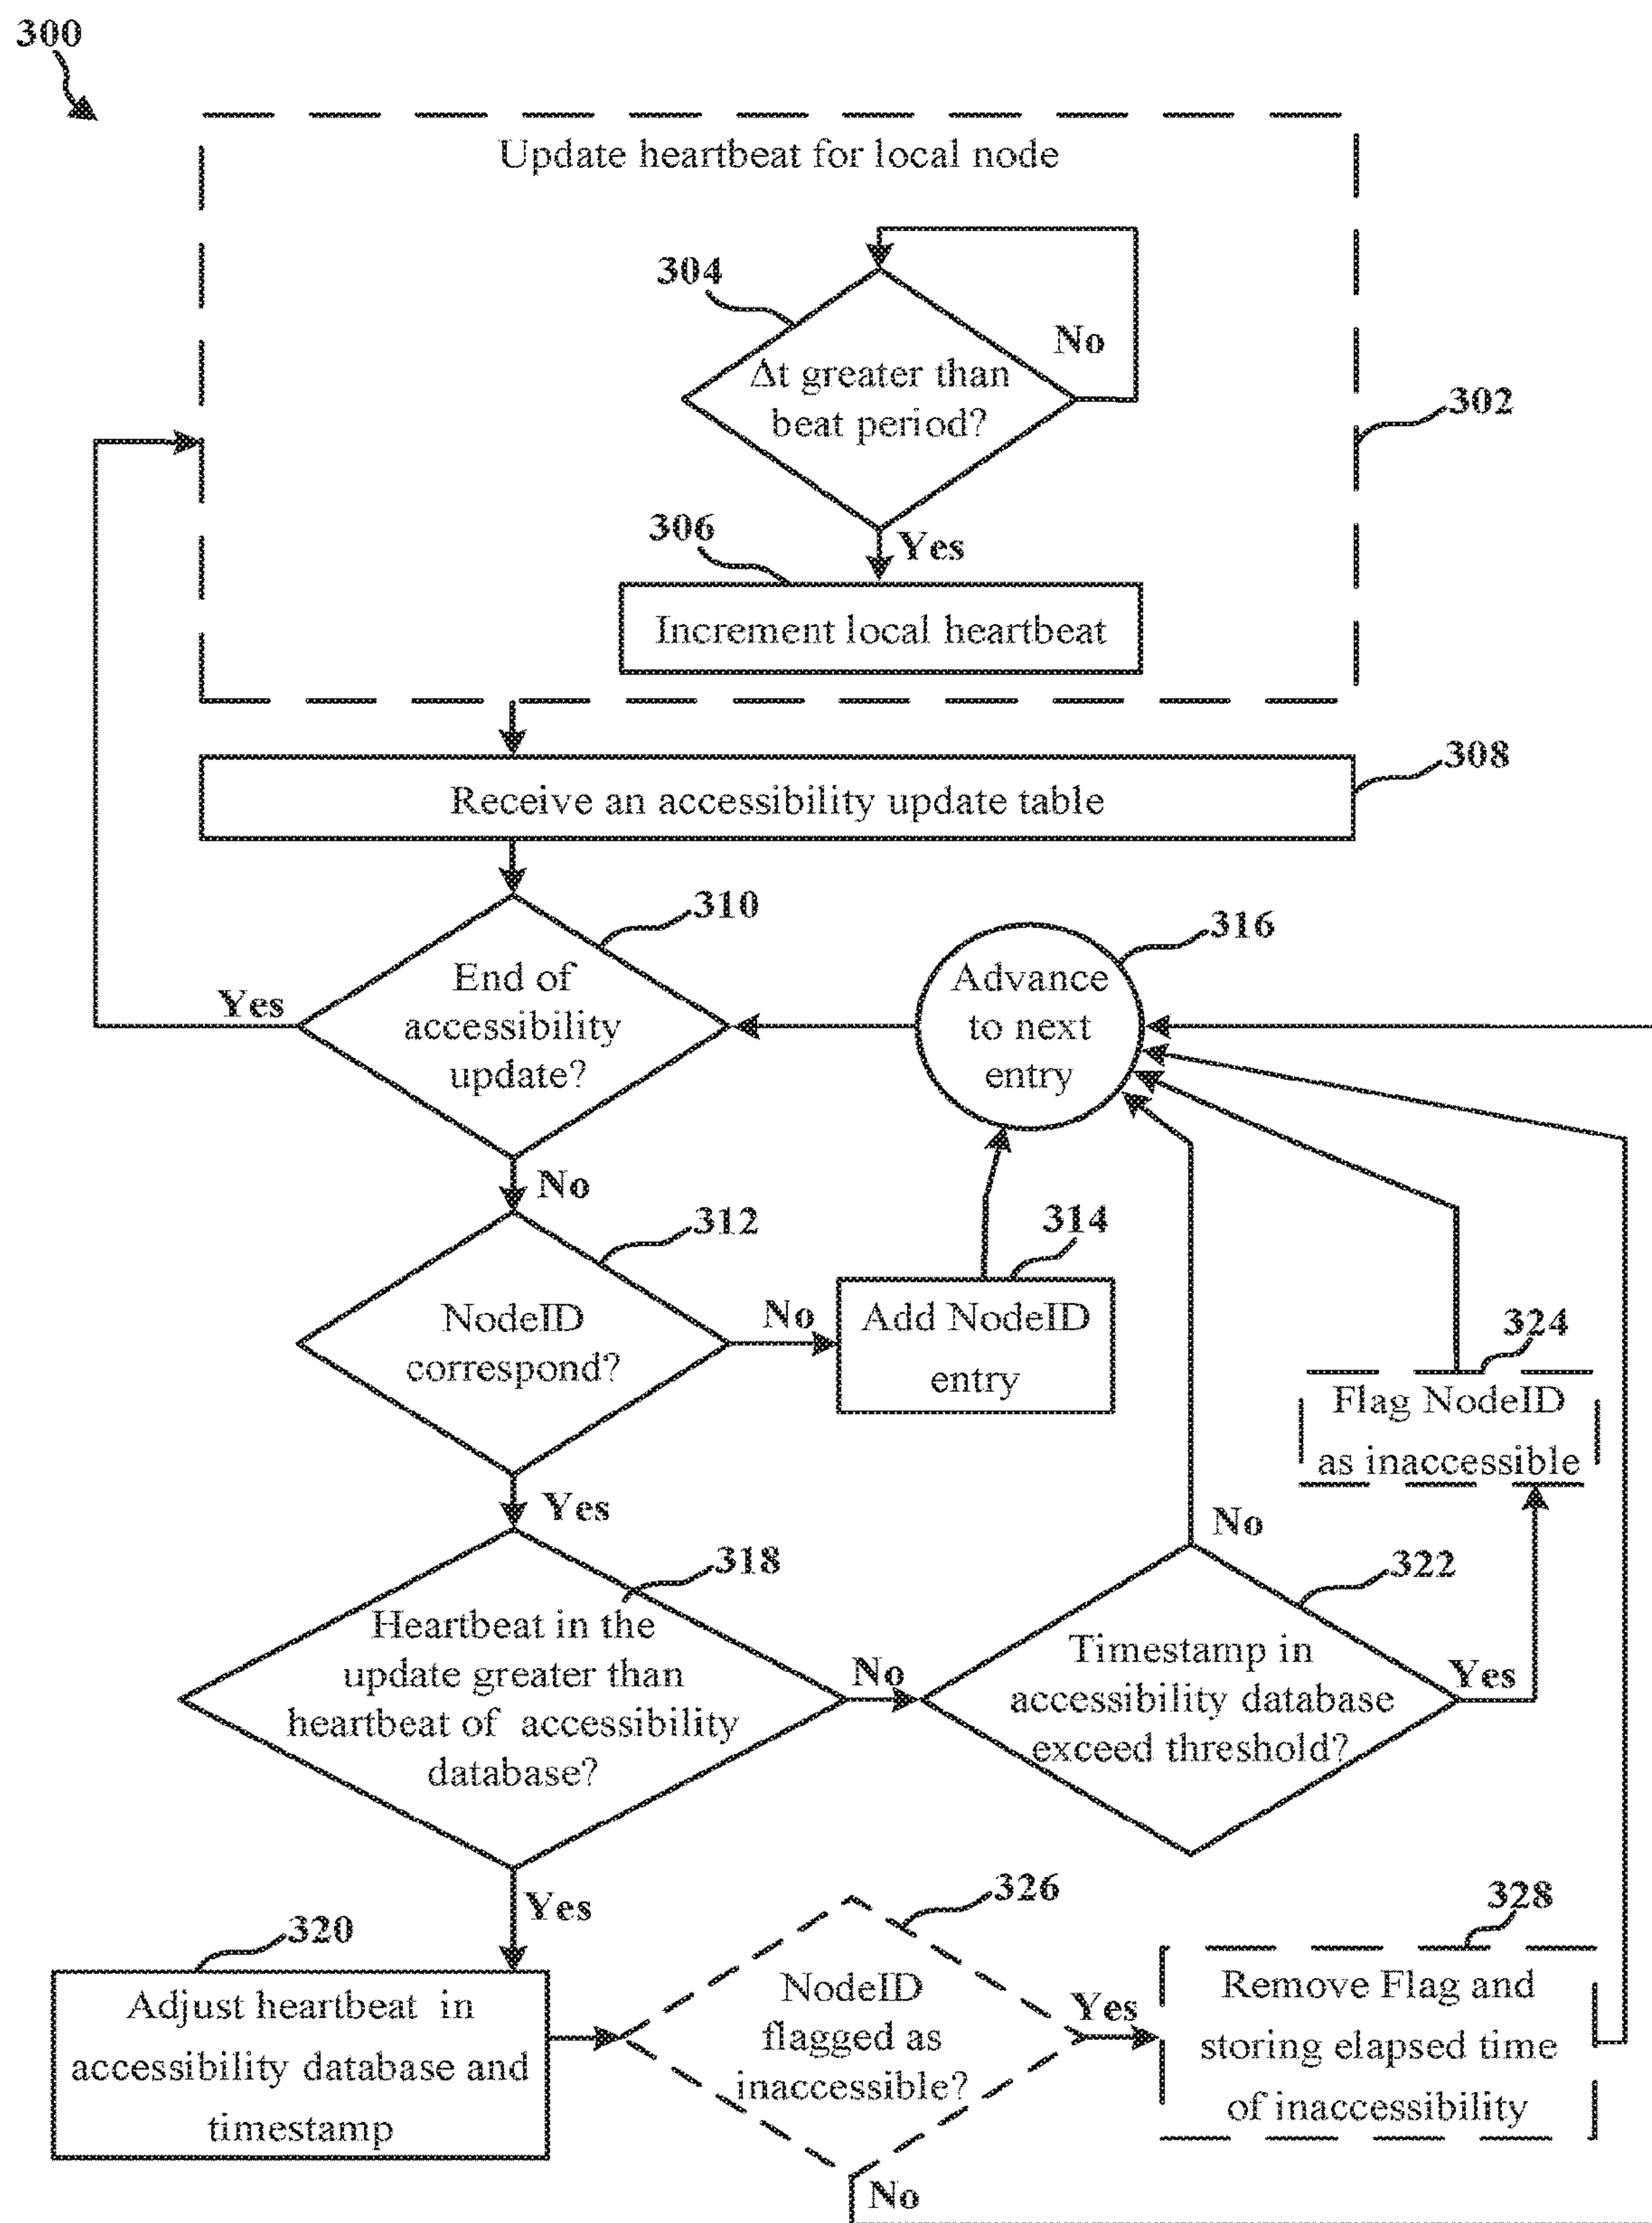 300
Update heartbeat for local node
304
No
Δt greater than
beat period?
302
306
Yes
Increment local heartbeat
308
Receive an accessibility update table
310
316
End of
accessibility
update?
Yes
Advance
to next
entry
No
312
314
NodeID
correspond?
No
Add NodeID
entry
324
Flag NodeID
as inaccessible
Yes
No
318
322
Heartbeat in the
update greater than
heartbeat of accessibility
database?
No
Timestamp in
accessibility database
exceed threshold?
Yes
Yes
320
326
328
Adjust heartbeat in
accessibility database and
timestamp
NodeID
flagged as
inaccessible?
Yes
Remove Flag and
storing elapsed time
of inaccessibility
No